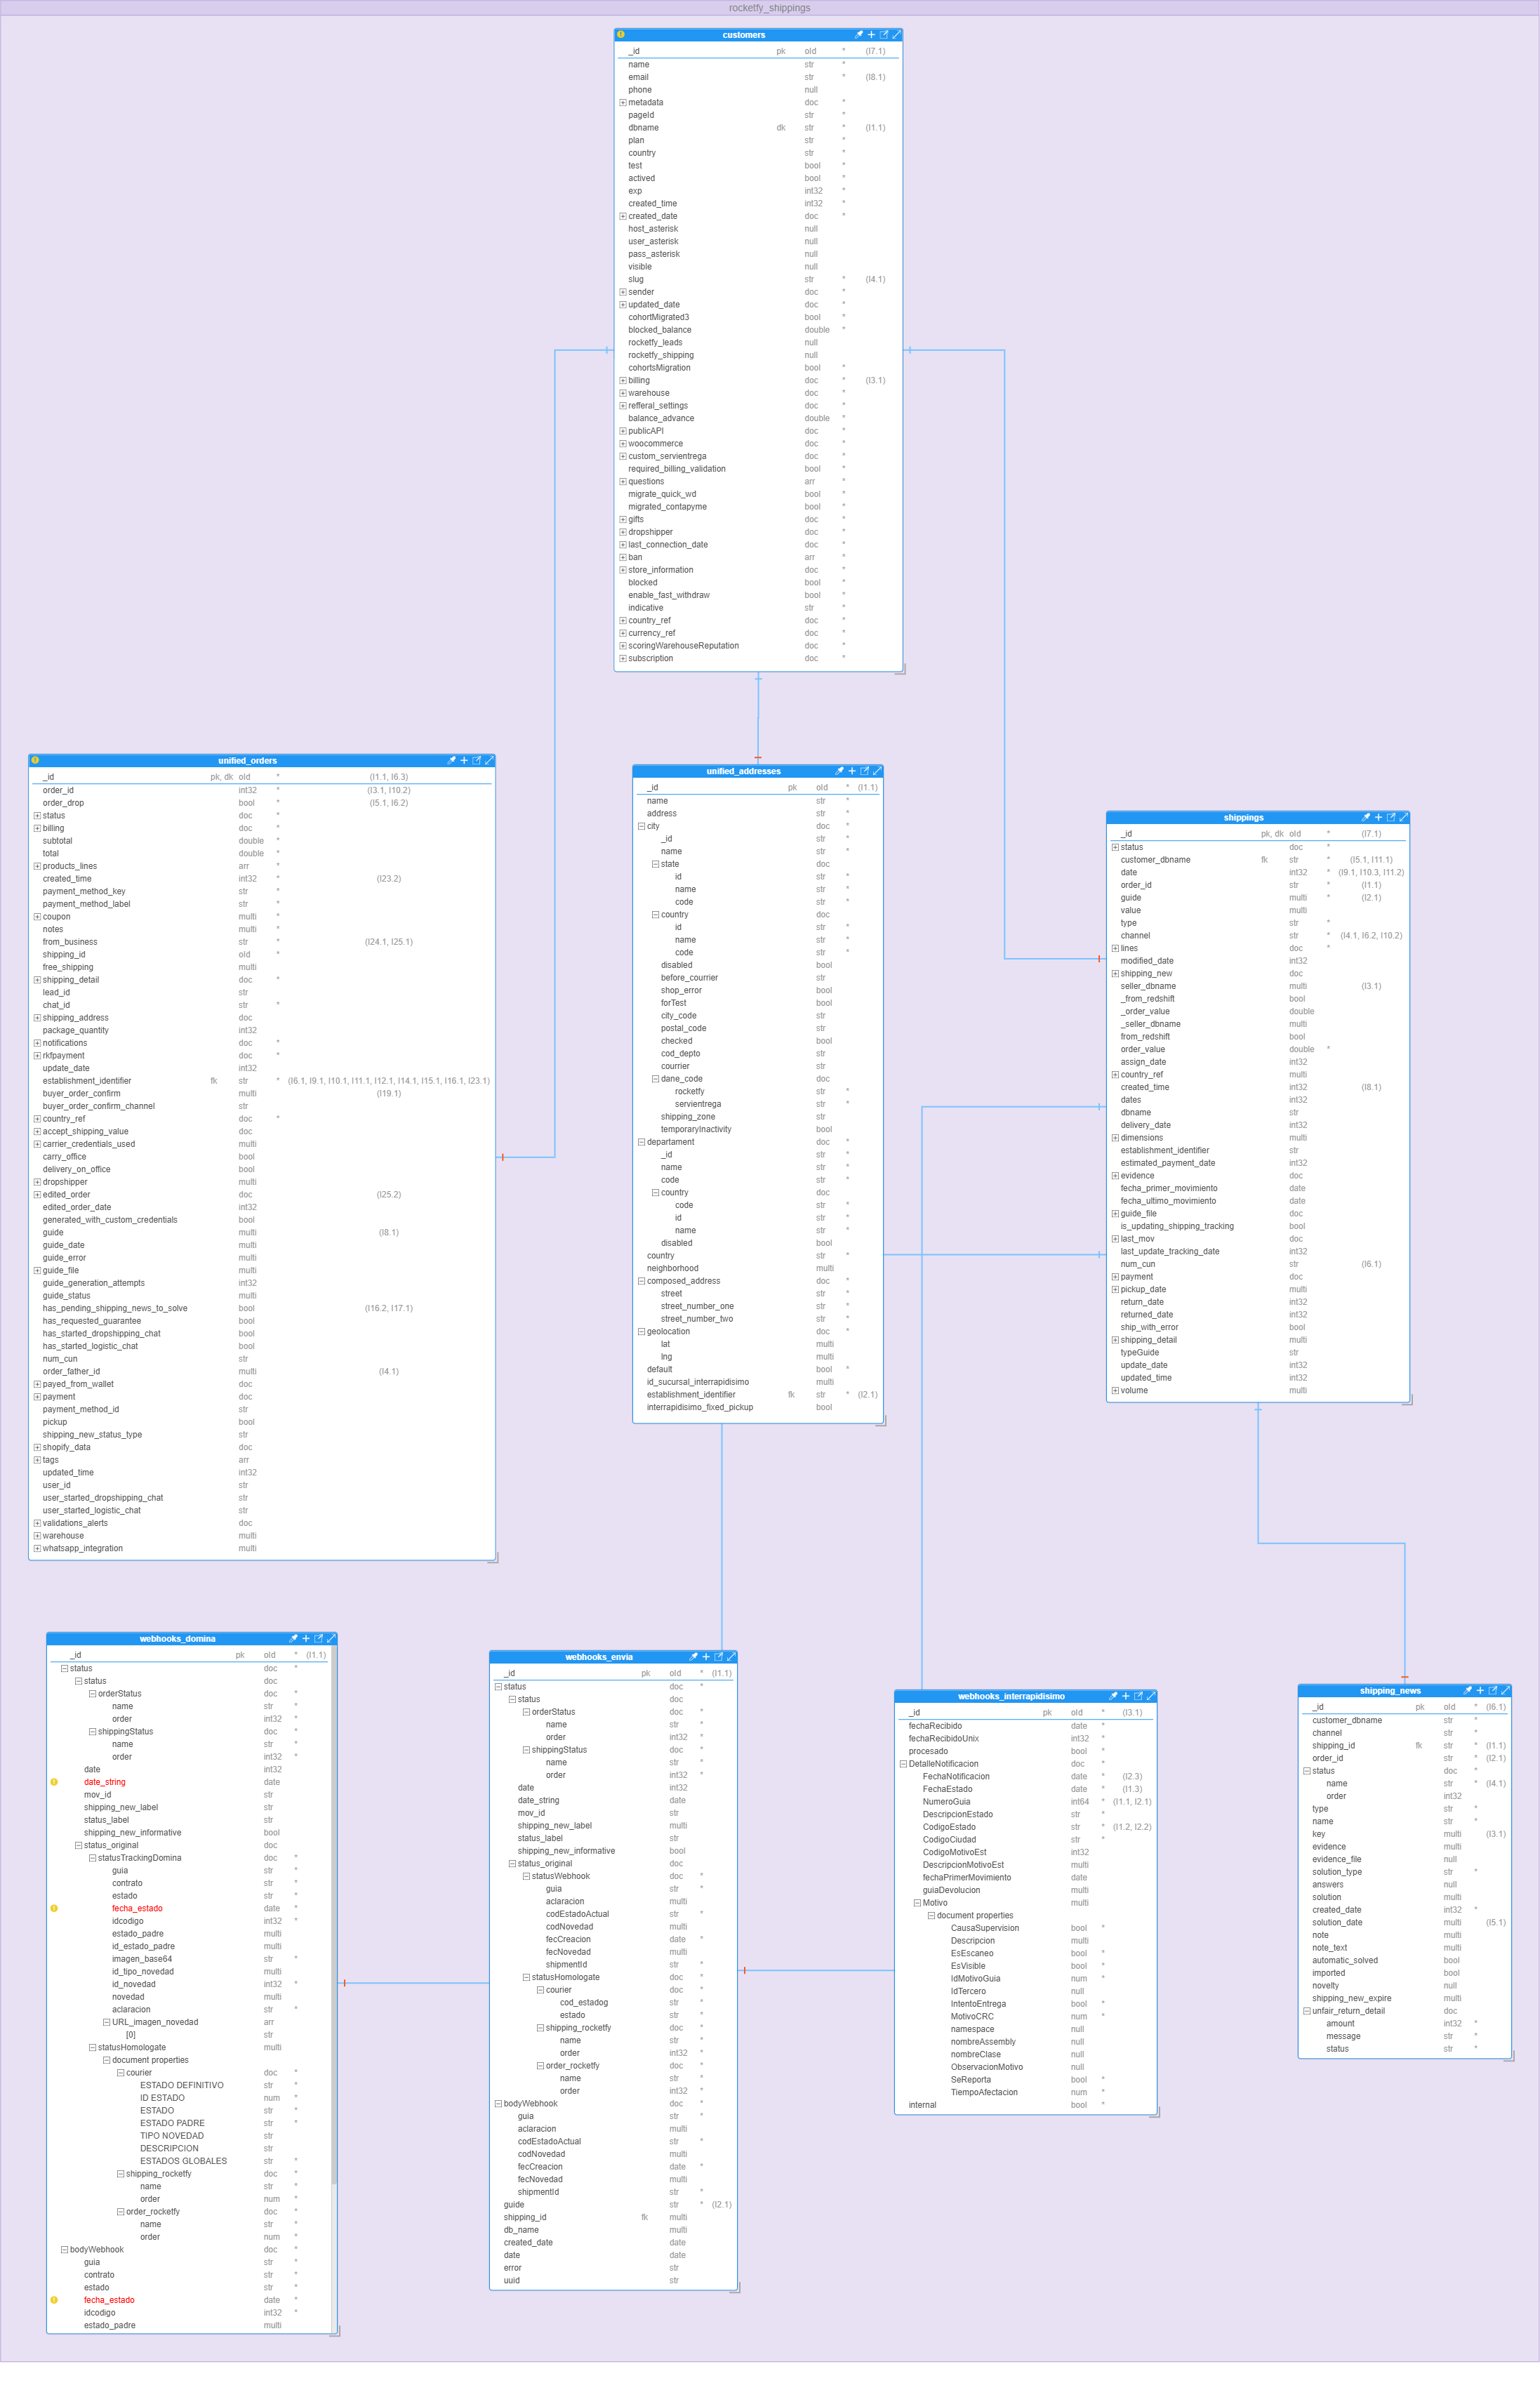 rocketfy_shippings
customers
_id pk oId * (I7.1)
name str *
email str * (I8.1)
phone null
metadata doc *
pageId str *
dbname dk str * (I1.1)
plan str *
country str *
test bool *
actived bool *
exp int32 *
created_time int32 *
created_date doc *
host_asterisk null
user_asterisk null
pass_asterisk null
visible null
slug str * (I4.1)
sender doc *
updated_date doc *
cohortMigrated3 bool *
blocked_balance double *
rocketfy_leads null
rocketfy_shipping null
cohortsMigration bool *
billing doc * (I3.1)
warehouse doc *
refferal_settings doc *
balance_advance double *
publicAPI doc *
woocommerce doc *
custom_servientrega doc *
required_billing_validation bool *
questions arr *
migrate_quick_wd bool *
migrated_contapyme bool *
gifts doc *
dropshipper doc *
last_connection_date doc *
ban arr *
store_information doc *
blocked bool *
enable_fast_withdraw bool *
indicative str *
country_ref doc *
currency_ref doc *
scoringWarehouseReputation doc *
subscription doc *
unified_orders
_id pk, dk oId * (I1.1, I6.3)
order_id int32 * (I3.1, I10.2)
order_drop bool * (I5.1, I6.2)
status doc *
billing doc *
subtotal double *
total double *
products_lines arr *
created_time int32 * (I23.2)
payment_method_key str *
payment_method_label str *
coupon multi *
notes multi *
from_business str * (I24.1, I25.1)
shipping_id oId *
free_shipping multi
shipping_detail doc *
lead_id str
chat_id str *
shipping_address doc
package_quantity int32
notifications doc *
rkfpayment doc *
update_date int32
establishment_identifier fk str * (I6.1, I9.1, I10.1, I11.1, I12.1, I14.1, I15.1, I16.1, I23.1)
buyer_order_confirm multi (I19.1)
buyer_order_confirm_channel str
country_ref doc *
accept_shipping_value doc
carrier_credentials_used multi
carry_office bool
delivery_on_office bool
dropshipper multi
edited_order doc (I25.2)
edited_order_date int32
generated_with_custom_credentials bool
guide multi (I8.1)
guide_date multi
guide_error multi
guide_file multi
guide_generation_attempts int32
guide_status multi
has_pending_shipping_news_to_solve bool (I16.2, I17.1)
has_requested_guarantee bool
has_started_dropshipping_chat bool
has_started_logistic_chat bool
num_cun str
order_father_id multi (I4.1)
payed_from_wallet doc
payment doc
payment_method_id str
pickup bool
shipping_new_status_type str
shopify_data doc
tags arr
updated_time int32
user_id str
user_started_dropshipping_chat str
user_started_logistic_chat str
validations_alerts doc
warehouse multi
whatsapp_integration multi
unified_addresses
_id pk oId * (I1.1)
name str *
address str *
city doc *
_id str *
name str *
state doc
id str *
name str *
code str *
country doc
id str *
name str *
code str *
disabled bool
before_courrier str
shop_error bool
forTest bool
city_code str
postal_code str
checked bool
cod_depto str
courrier str
dane_code doc
rocketfy str *
servientrega str *
shipping_zone str
temporaryInactivity bool
departament doc *
_id str *
name str *
code str *
country doc
code str *
id str *
name str *
disabled bool
country str *
neighborhood multi
composed_address doc *
street str *
street_number_one str *
street_number_two str *
geolocation doc *
lat multi
lng multi
default bool *
id_sucursal_interrapidisimo multi
establishment_identifier fk str * (I2.1)
interrapidisimo_fixed_pickup bool
shippings
_id pk, dk oId * (I7.1)
status doc *
customer_dbname fk str * (I5.1, I11.1)
date int32 * (I9.1, I10.3, I11.2)
order_id str * (I1.1)
guide multi * (I2.1)
value multi
type str *
channel str * (I4.1, I6.2, I10.2)
lines doc *
modified_date int32
shipping_new doc
seller_dbname multi (I3.1)
_from_redshift bool
_order_value double
_seller_dbname multi
from_redshift bool
order_value double *
assign_date int32
country_ref multi
created_time int32 (I8.1)
dates int32
dbname str
delivery_date int32
dimensions multi
establishment_identifier str
estimated_payment_date int32
evidence doc
fecha_primer_movimiento date
fecha_ultimo_movimiento date
guide_file doc
is_updating_shipping_tracking bool
last_mov doc
last_update_tracking_date int32
num_cun str (I6.1)
payment doc
pickup_date multi
return_date int32
returned_date int32
ship_with_error bool
shipping_detail multi
typeGuide str
update_date int32
updated_time int32
volume multi
webhooks_domina
_id pk oId * (I1.1)
status doc *
status doc
orderStatus doc *
name str *
order int32 *
shippingStatus doc *
name str *
order int32 *
date int32
date_string date
mov_id str
shipping_new_label str
status_label str
shipping_new_informative bool
status_original doc
statusTrackingDomina doc *
guia str *
contrato str *
estado str *
fecha_estado date *
idcodigo int32 *
estado_padre multi
id_estado_padre multi
imagen_base64 str *
id_tipo_novedad multi
id_novedad int32 *
novedad multi
aclaracion str *
URL_imagen_novedad arr
[0] str
statusHomologate multi
document properties
courier doc *
ESTADO DEFINITIVO str *
ID ESTADO num *
ESTADO str *
ESTADO PADRE str *
TIPO NOVEDAD str
DESCRIPCION str
ESTADOS GLOBALES str *
shipping_rocketfy doc *
name str *
order num *
order_rocketfy doc *
name str *
order num *
bodyWebhook doc *
guia str *
contrato str *
estado str *
fecha_estado date *
idcodigo int32 *
estado_padre multi
webhooks_envia
_id pk oId * (I1.1)
status doc *
status doc
orderStatus doc *
name str *
order int32 *
shippingStatus doc *
name str *
order int32 *
date int32
date_string date
mov_id str
shipping_new_label multi
status_label str
shipping_new_informative bool
status_original doc
statusWebhook doc *
guia str *
aclaracion multi
codEstadoActual str *
codNovedad multi
fecCreacion date *
fecNovedad multi
shipmentId str *
statusHomologate doc *
courier doc *
cod_estadog str *
estado str *
shipping_rocketfy doc *
name str *
order int32 *
order_rocketfy doc *
name str *
order int32 *
bodyWebhook doc *
guia str *
aclaracion multi
codEstadoActual str *
codNovedad multi
fecCreacion date *
fecNovedad multi
shipmentId str *
guide str * (I2.1)
shipping_id fk multi
db_name multi
created_date date
date date
error str
uuid str
webhooks_interrapidisimo
_id pk oId * (I3.1)
fechaRecibido date *
fechaRecibidoUnix int32 *
procesado bool *
DetalleNotificacion doc *
FechaNotificacion date * (I2.3)
FechaEstado date * (I1.3)
NumeroGuia int64 * (I1.1, I2.1)
DescripcionEstado str *
CodigoEstado str * (I1.2, I2.2)
CodigoCiudad str *
CodigoMotivoEst int32
DescripcionMotivoEst multi
fechaPrimerMovimiento date
guiaDevolucion multi
Motivo multi
document properties
CausaSupervision bool *
Descripcion multi
EsEscaneo bool *
EsVisible bool *
IdMotivoGuia num *
IdTercero null
IntentoEntrega bool *
MotivoCRC num *
namespace null
nombreAssembly null
nombreClase null
ObservacionMotivo null
SeReporta bool *
TiempoAfectacion num *
internal bool *
shipping_news
_id pk oId * (I6.1)
customer_dbname str *
channel str *
shipping_id fk str * (I1.1)
order_id str * (I2.1)
status doc *
name str * (I4.1)
order int32
type str *
name str *
key multi (I3.1)
evidence multi
evidence_file null
solution_type str *
answers null
solution multi
created_date int32 *
solution_date multi (I5.1)
note multi
note_text multi
automatic_solved bool
imported bool
novelty null
shipping_new_expire multi
unfair_return_detail doc
amount int32 *
message str *
status str *